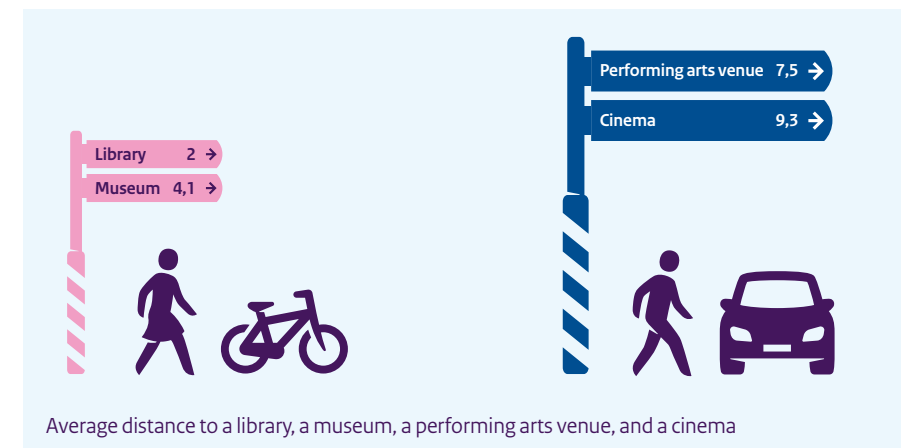 Library 2 →
Museum 4,1 →
Performing arts venue 7,5 →
Cinema 9,3 →
Average distance to a library, a museum, a performing arts venue, and a cinema